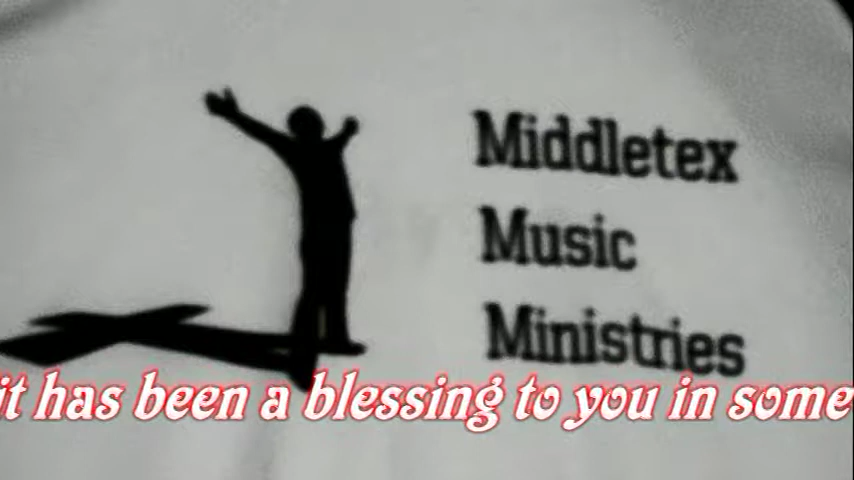 Middletex
Music
Ministries
it has been a blessing to you in some